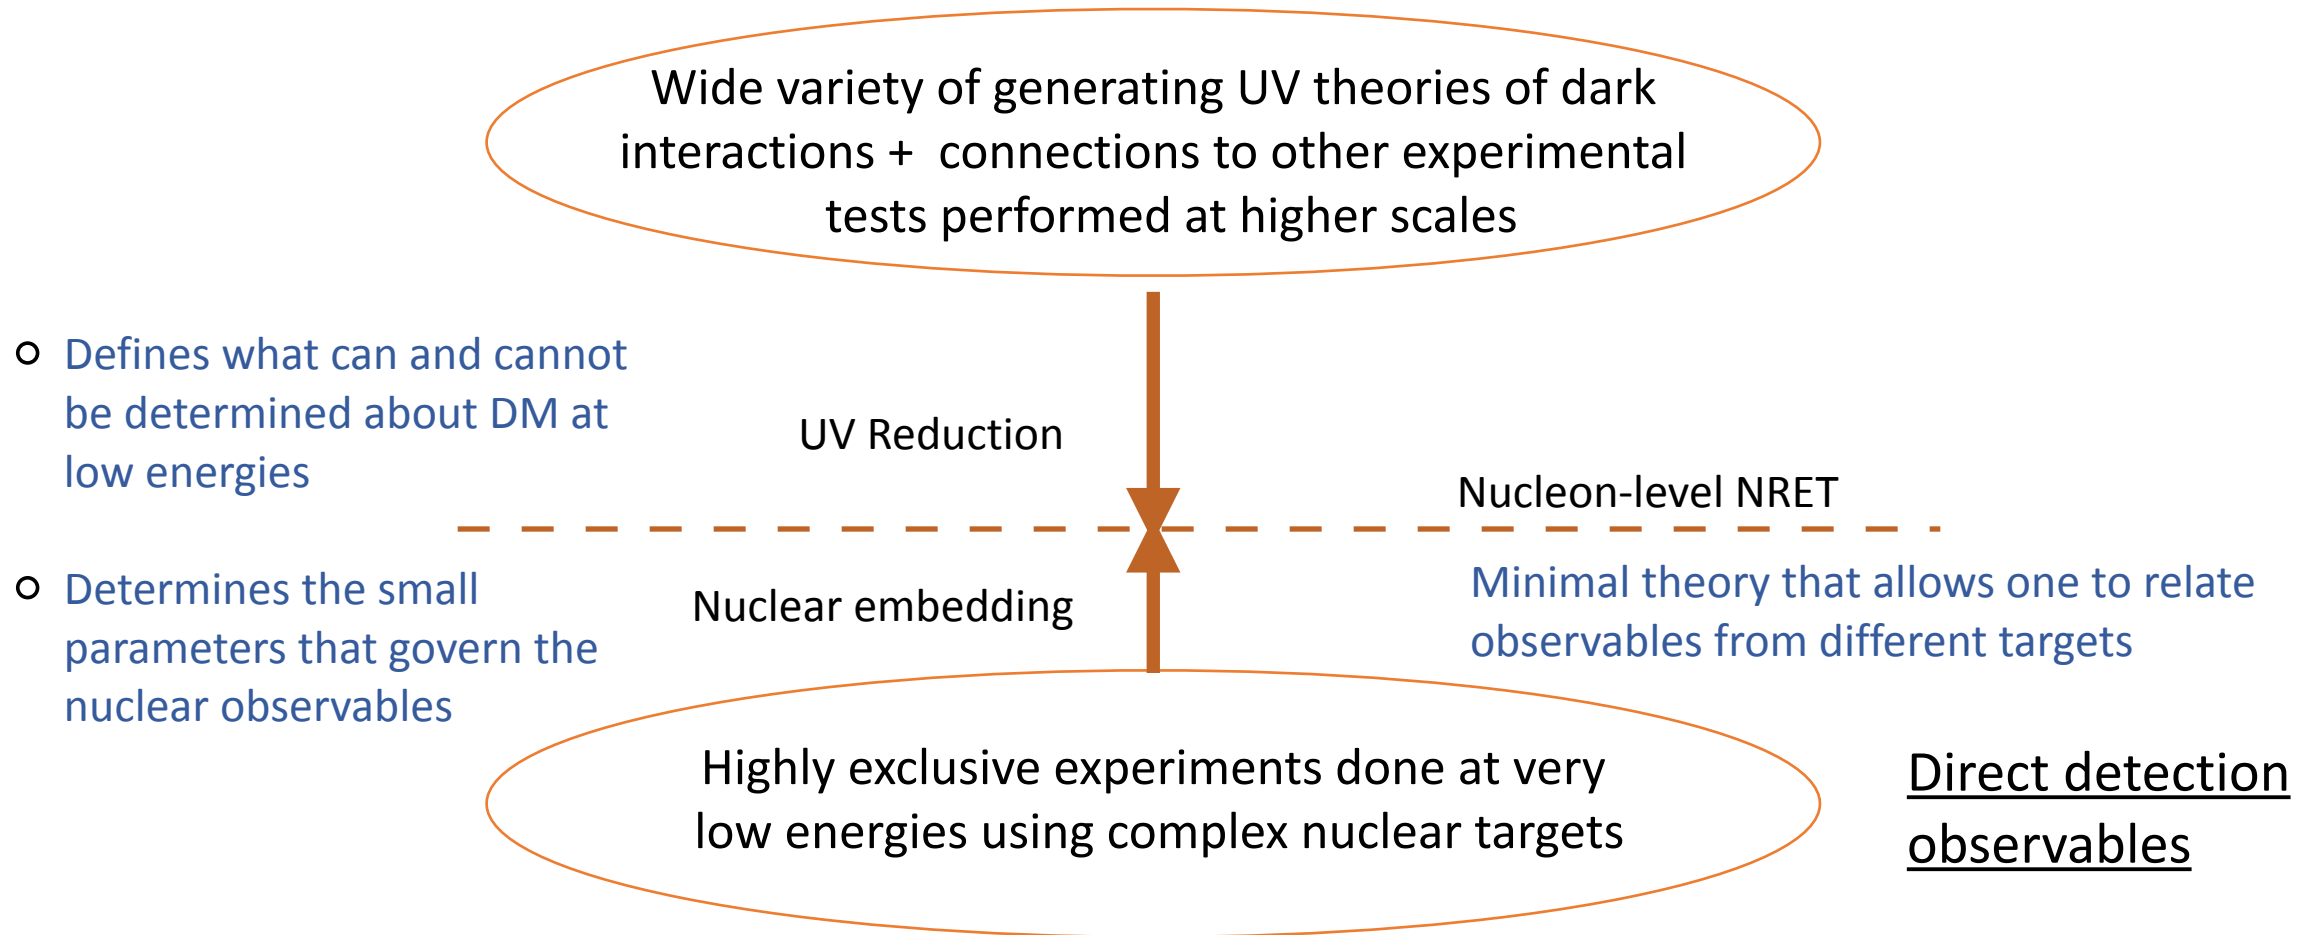 Wide variety of generating UV theories of dark
interactions + connections to other experimental
tests performed at higher scales
Defines what can and cannot
be determined about DM at
low energies
UV Reduction
Nucleon-level NRET
Determines the small
parameters that govern the
nuclear observables
Nuclear embedding
Minimal theory that allows one to relate
observables from different targets
Highly exclusive experiments done at very
low energies using complex nuclear targets
Direct detection
observables